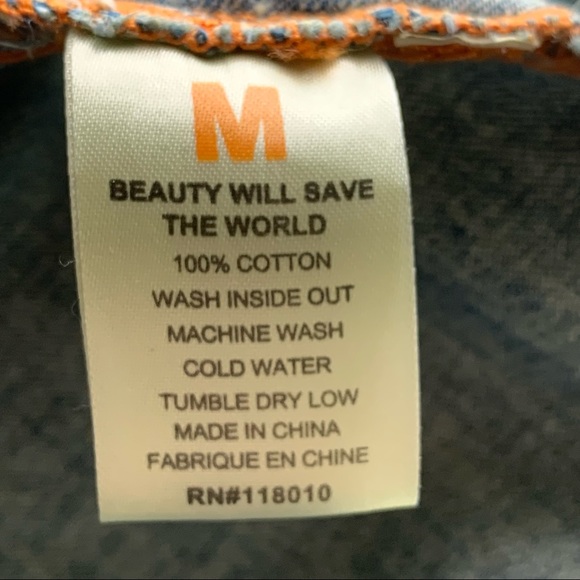 M
BEAUTY WILL SAVE
THE WORLD
100% COTTON
WASH INSIDE OUT
MACHINE WASH
COLD WATER
TUMBLE DRY LOW
MADE IN CHINA
FABRIQUE EN CHINE
RN#118010